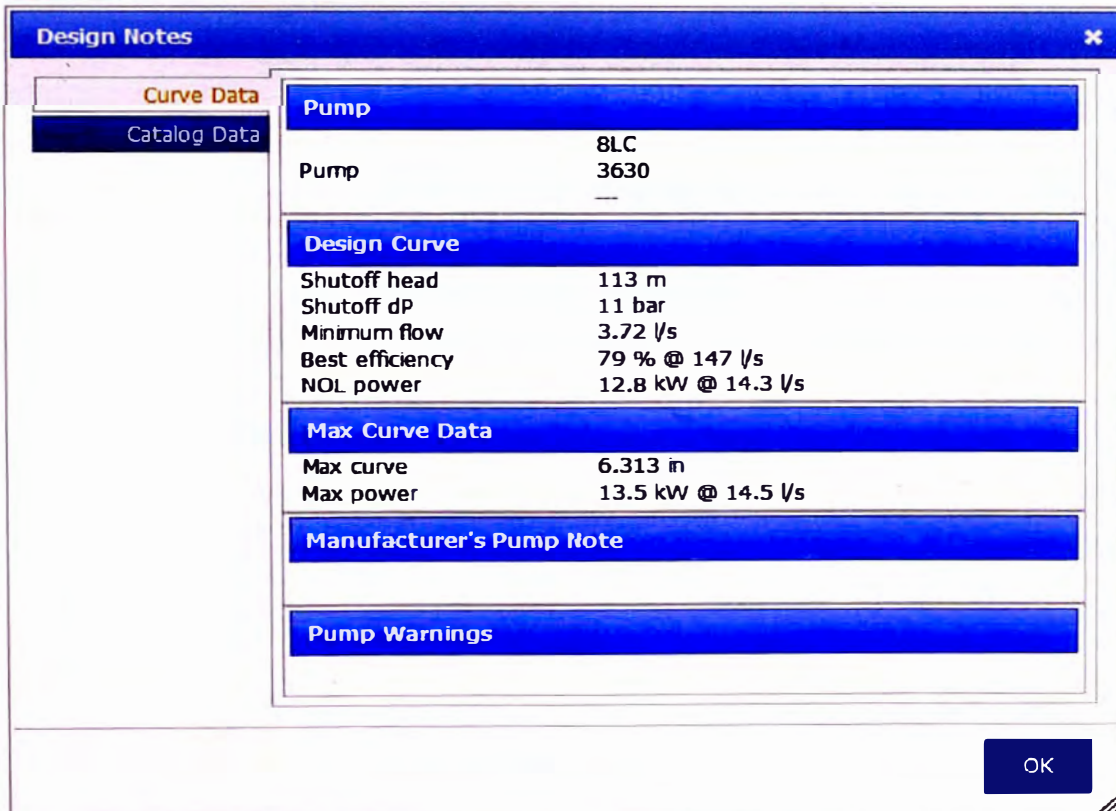 Design Notes
Curve Data
Catalog Data
Pump
8LC
Pump 3630
---
Design Curve
Shutoff head 113 m
Shutoff dP 11 bar
Minimum flow 3.72 l/s
Best efficiency 79 % @ 147 l/s
NOL power 12.8 kW @ 14.3 l/s
Max Curve Data
Max curve 6.313 in
Max power 13.5 kW @ 14.5 l/s
Manufacturer's Pump Note
Pump Warnings
OK